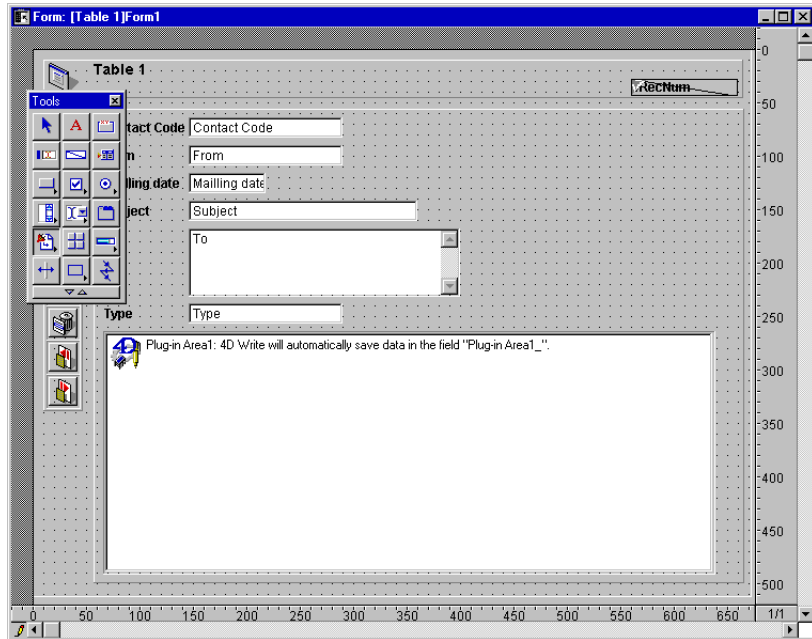 Form: [Table 1]Form1
Table 1
RecNum
Tools
tact Code Contact Code
m From
lling date Mailling date
ject Subject
To
Type Type
4D Plug-in Area1: 4D Write will automatically save data in the field "Plug-in Area1_".
0
50
100
150
200
250
300
350
400
450
500
0 50 100 150 200 250 300 350 400 450 500 550 600 650 1/1